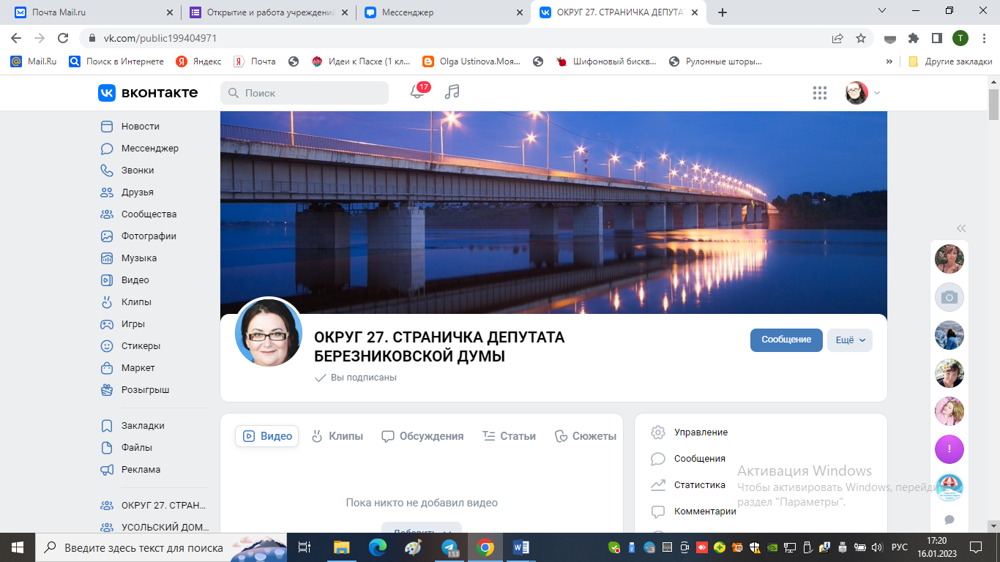 Почта Mail.ru
Открытие и работа учреждений
Мессенджер
ОКРУГ 27. СТРАНИЧКА ДЕПУТА
vk.com/public199404971
T
Mail.Ru
Поиск в Интернете
Яндекс
Почта
Идеи к Пасхе (1 кл...
Olga Ustinova.Моя...
Шифоновый бискв...
Рулонные шторы...
»
Другие закладки
вконтакте
Поиск
17
Новости
Мессенджер
Звонки
Друзья
Сообщества
Фотографии
Музыка
Видео
Клипы
Игры
Стикеры
Маркет
Розыгрыш
Закладки
Файлы
Реклама
ОКРУГ 27. СТРАН...
УСОЛЬСКИЙ ДОМ...
ОКРУГ 27. СТРАНИЧКА ДЕПУТАТА
БЕРЕЗНИКОВСКОЙ ДУМЫ
Вы подписаны
Сообщение
Ещё
Видео
Клипы
Обсуждения
Статьи
Сюжеты
Пока никто не добавил видео
Добавить
Управление
Сообщения
Статистика
Комментарии
Активация Windows
Чтобы активировать Windows, перейдите в
раздел "Параметры".
Введите здесь текст для поиска
153
РУС
17:20
16.01.2023